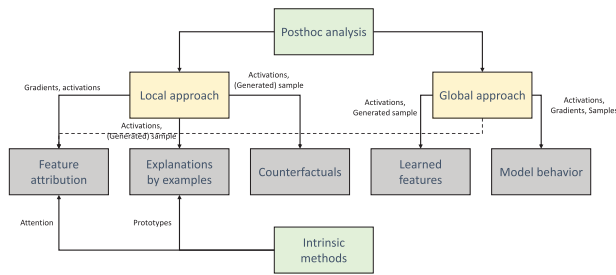 Posthoc analysis
Activations,
(Generated) sample
Gradients, activations
Local approach
Global approach
Activations,
Generated sample
Activations,
Gradients, Samples
Activations,
(Generated) sample
Feature
attribution
Explanations
by examples
Counterfactuals
Learned
features
Model behavior
Attention
Prototypes
Intrinsic
methods